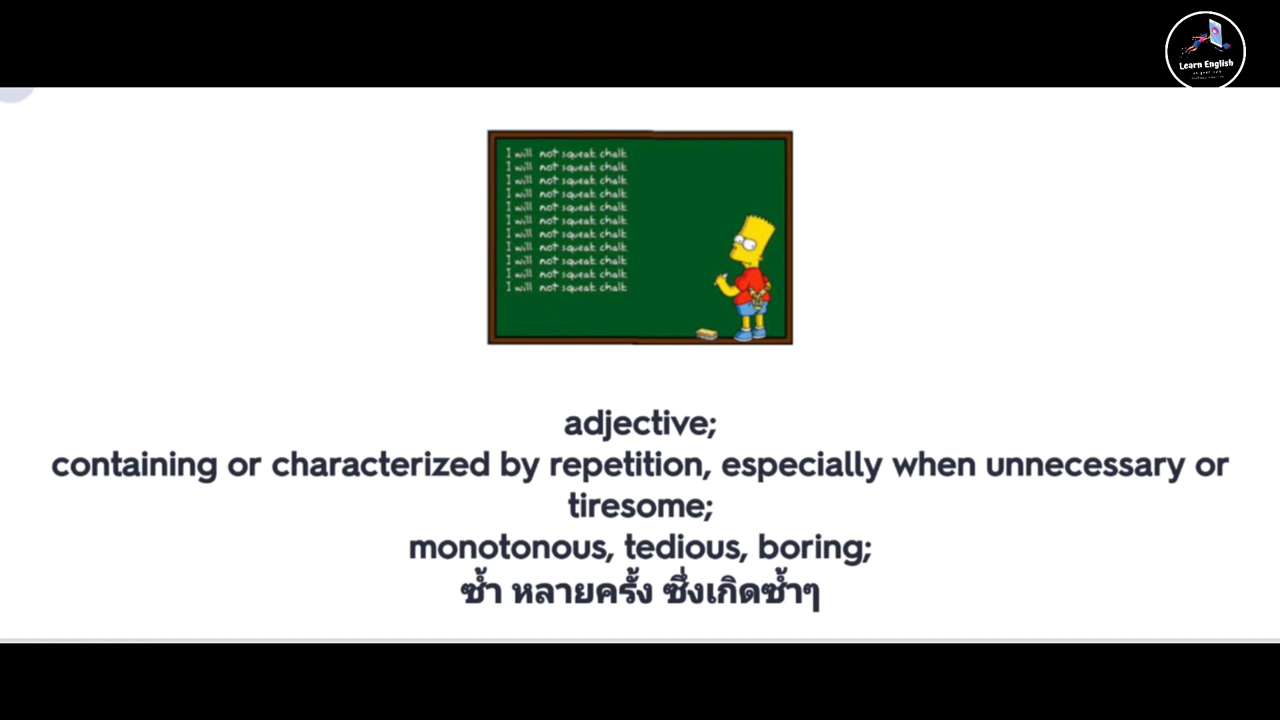 Learn English
I will not squeak chalk
I will not squeak chalk
I will not squeak chalk
I will not squeak chalk
I will not squeak chalk
I will not squeak chalk
I will not squeak chalk
I will not squeak chalk
I will not squeak chalk
I will not squeak chalk
I will not squeak chalk
adjective;
containing or characterized by repetition, especially when unnecessary or
tiresome;
monotonous, tedious, boring;
ซ้ำ หลายครั้ง ซึ่งเกิดซ้ำๆ